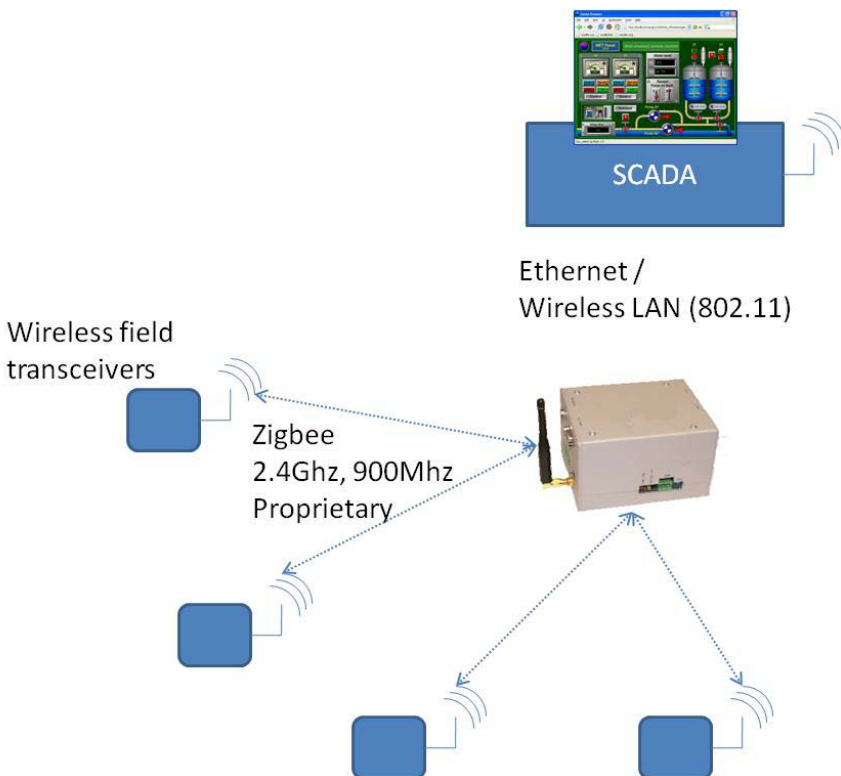 SCADA
Ethernet /
Wireless LAN (802.11)
Wireless field
transceivers
Zigbee
2.4Ghz, 900Mhz
Proprietary